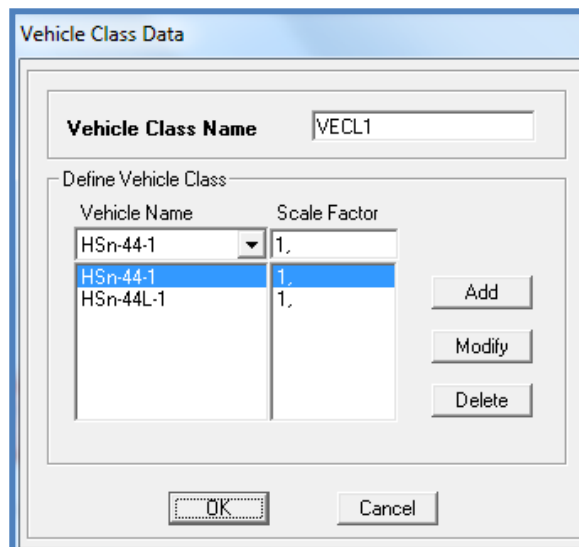 Vehicle Class Data
Vehicle Class Name VECL1
Define Vehicle Class
Vehicle Name Scale Factor
HSn-44-1 1,
HSn-44-1 1,
HSn-44L-1 1,
Add
Modify
Delete
OK Cancel